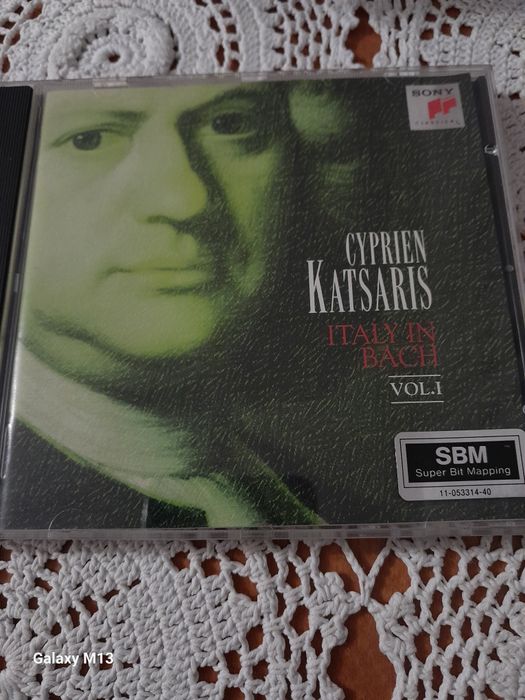 SONY
CLASSICAL
CYPRIEN
KATSARIS
ITALY IN
BACH
VOL.I
SBM
Super Bit Mapping
11-053314-40
Galaxy M13